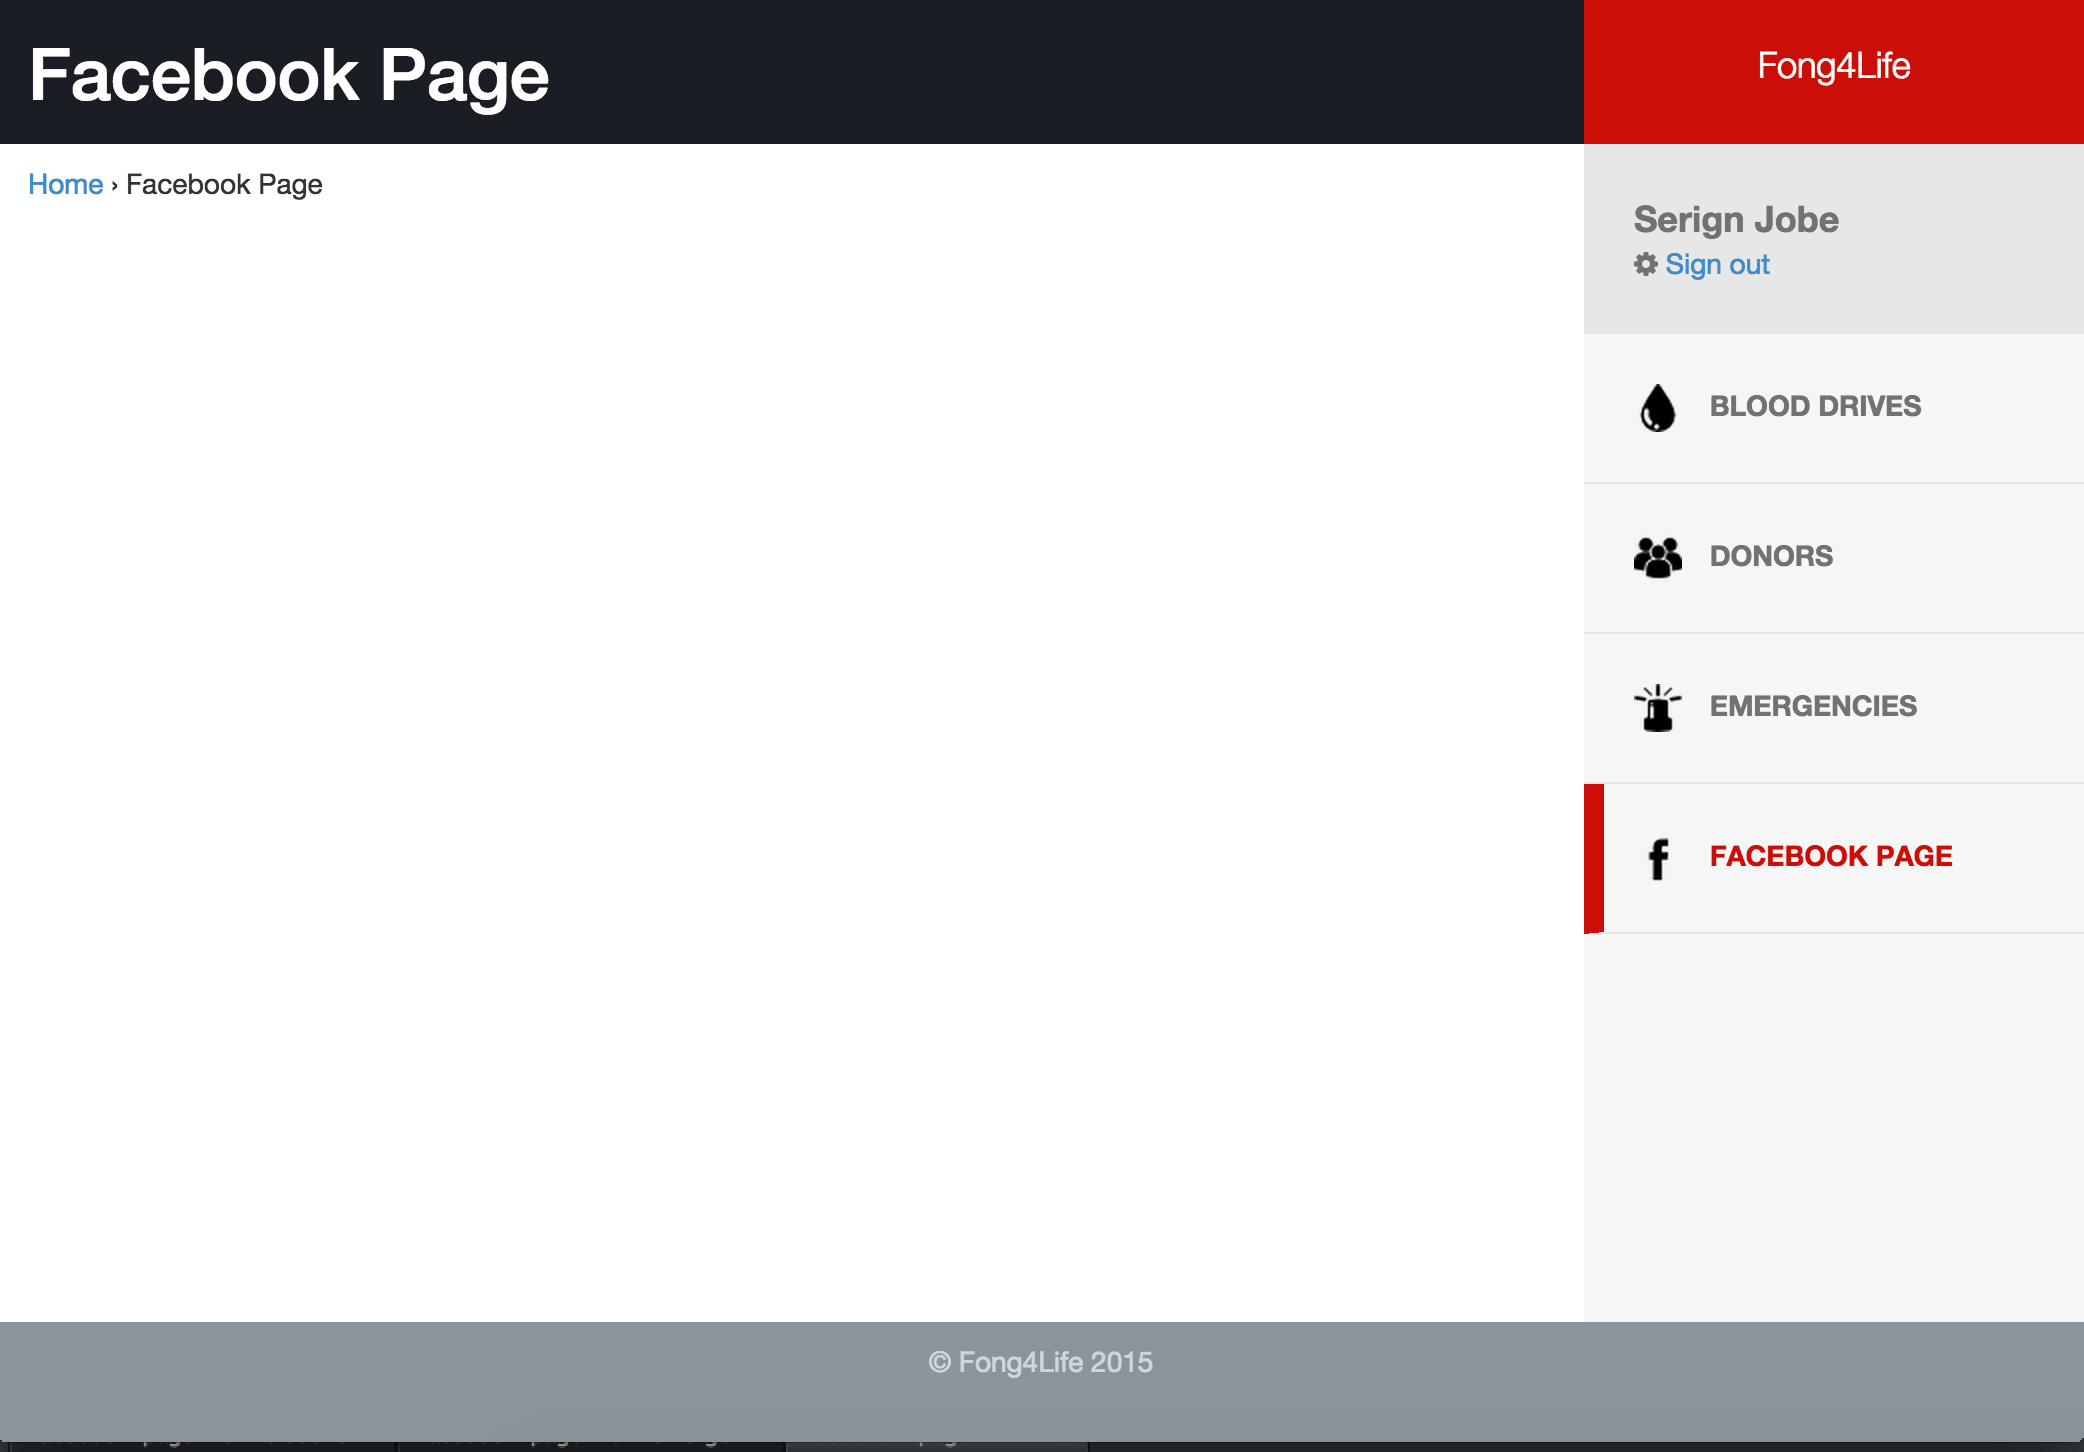 Facebook Page
Fong4Life
Home › Facebook Page
Serign Jobe
Sign out
BLOOD DRIVES
DONORS
EMERGENCIES
FACEBOOK PAGE
© Fong4Life 2015